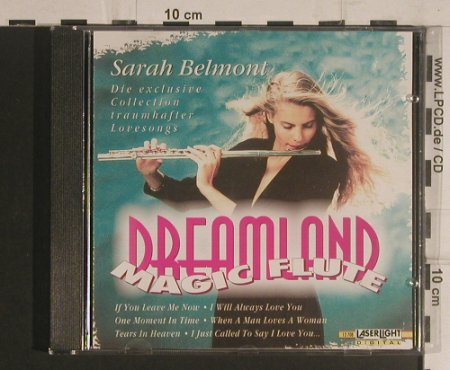 10 cm
Sarah Belmont
Die exclusive
Collection
traumhafter
Lovesongs
DREAMLAND
MAGIC FLUTE
If You Leave Me Now • I Will Always Love You
One Moment In Time • When A Man Loves A Woman
Tears In Heaven • I Just Called To Say I Love You...
LASERLIGHT
DIGITAL
www.LPCD.de / CD
10 cm